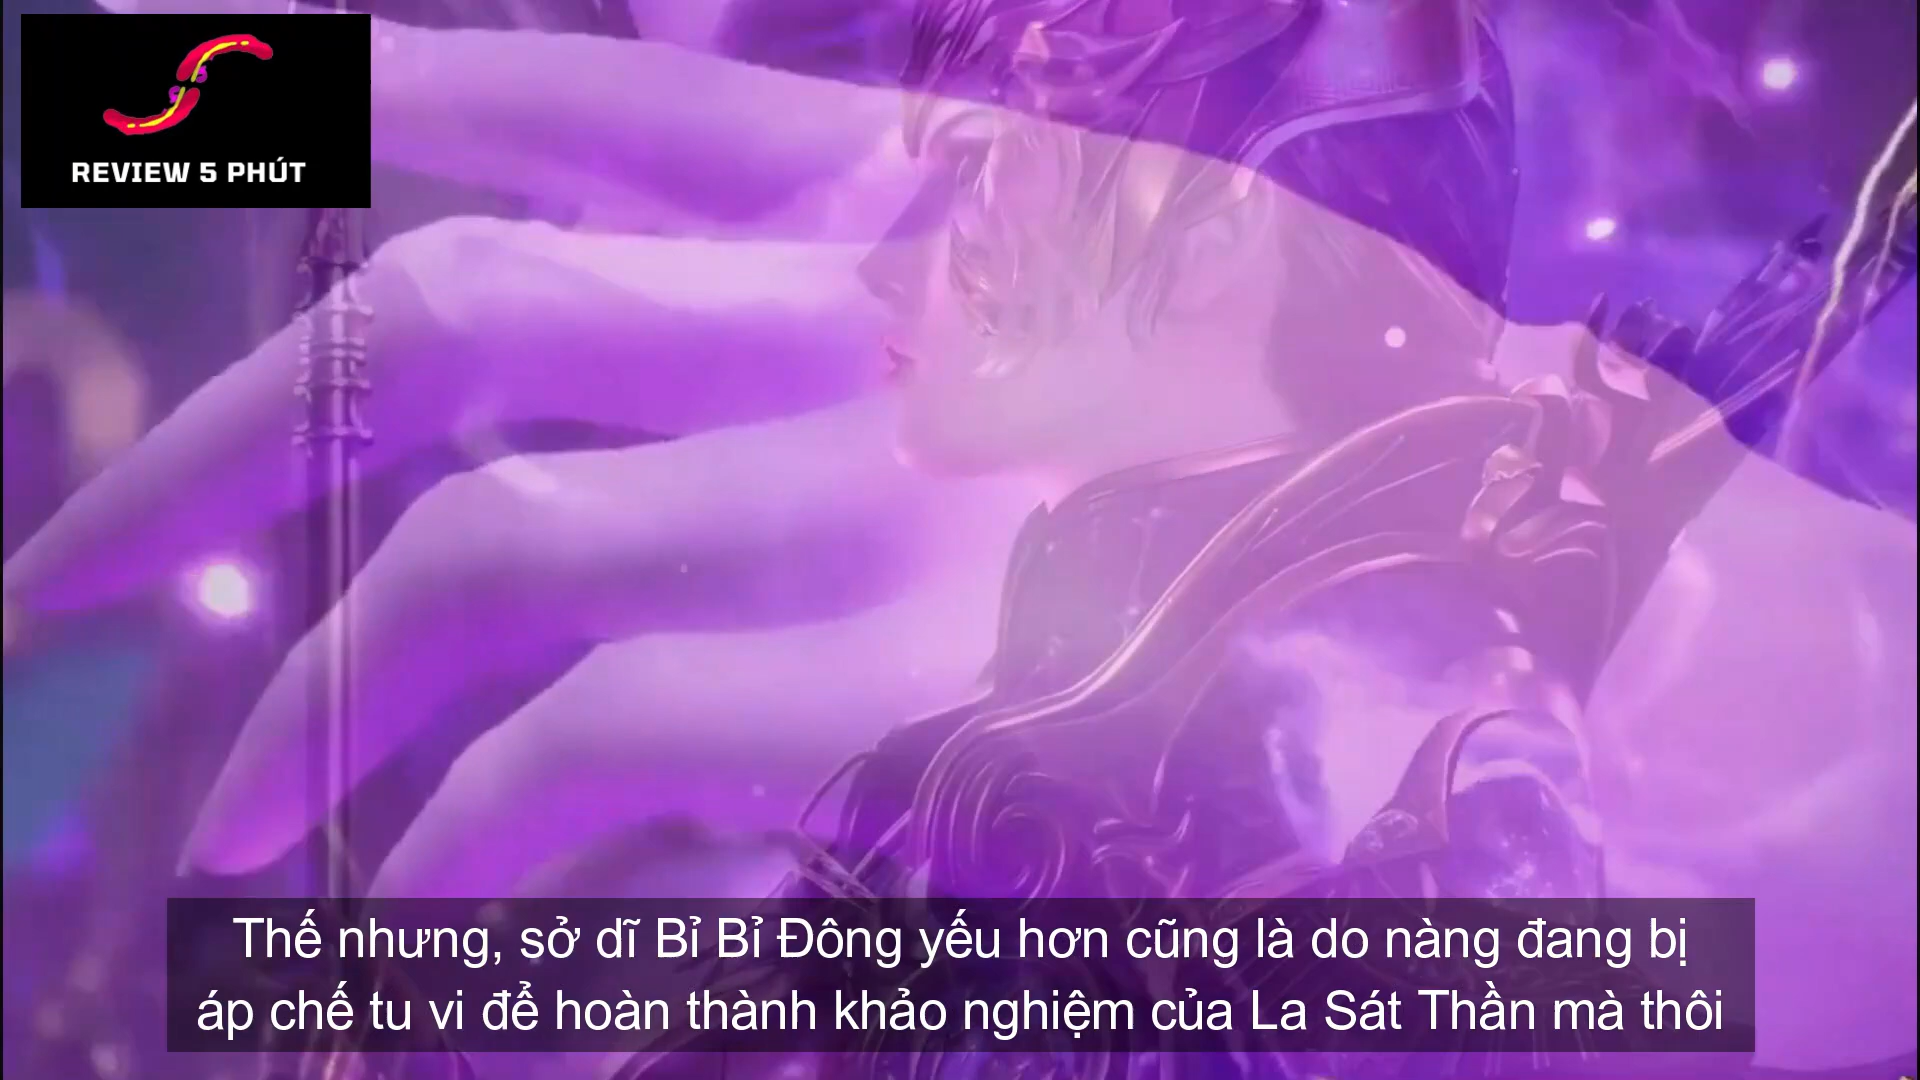 REVIEW 5 PHÚT
Thế nhưng, sở dĩ Bỉ Bỉ Đông yếu hơn cũng là do nàng đang bị
áp chế tu vi để hoàn thành khảo nghiệm của La Sát Thần mà thôi